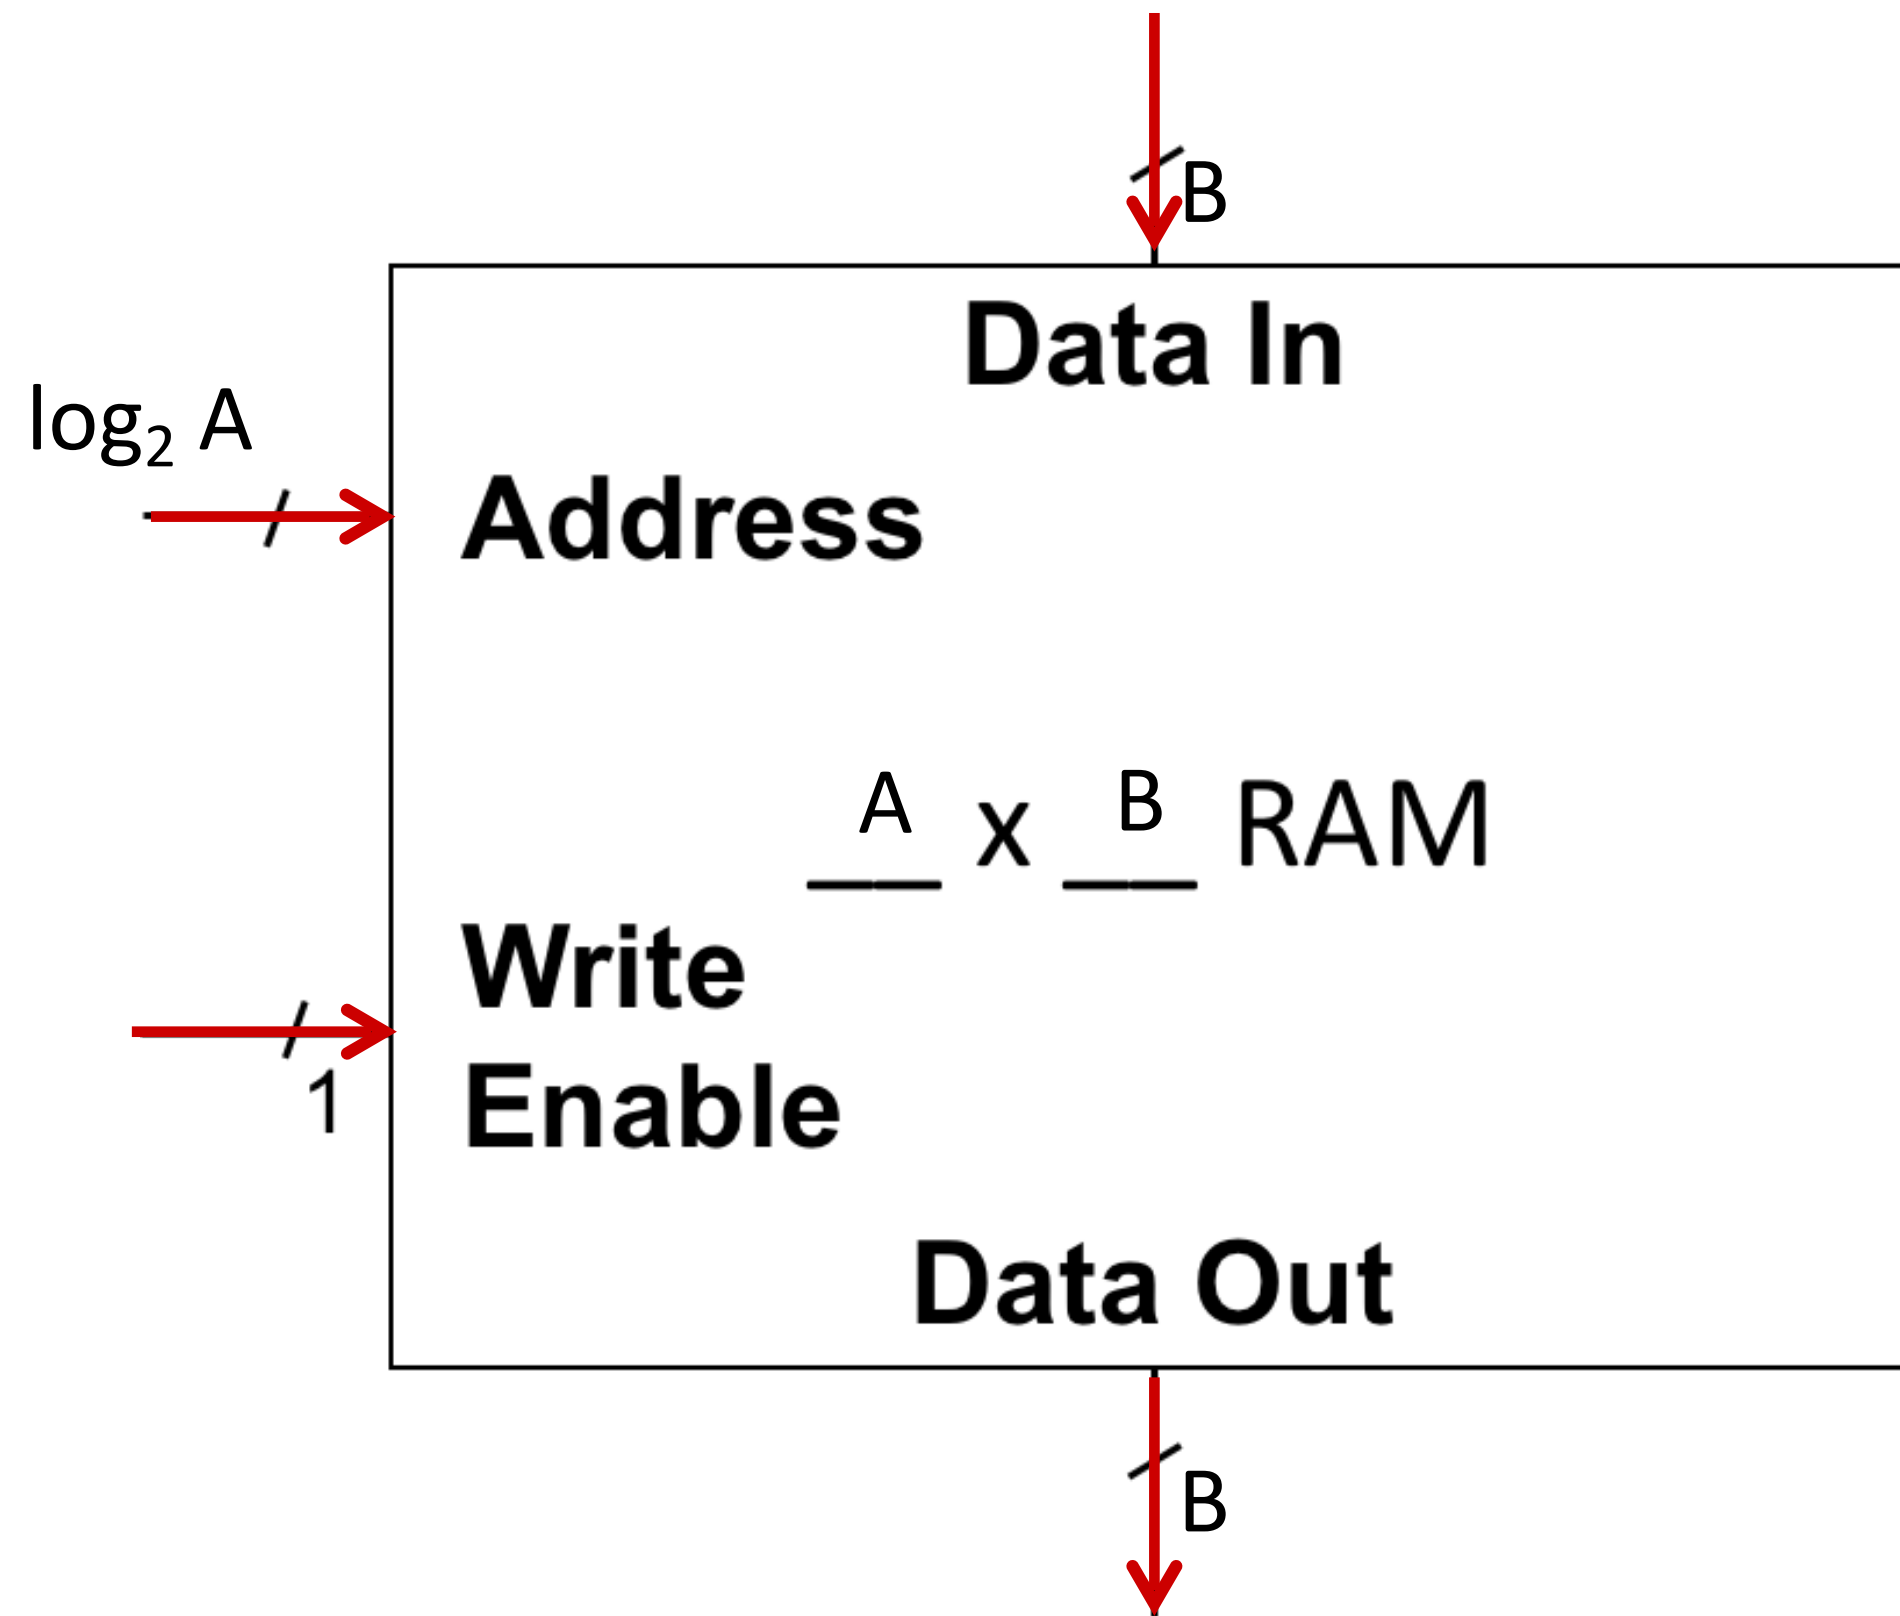 B
Data In
log₂ A
Address
A x B RAM
Write
1
Enable
Data Out
B